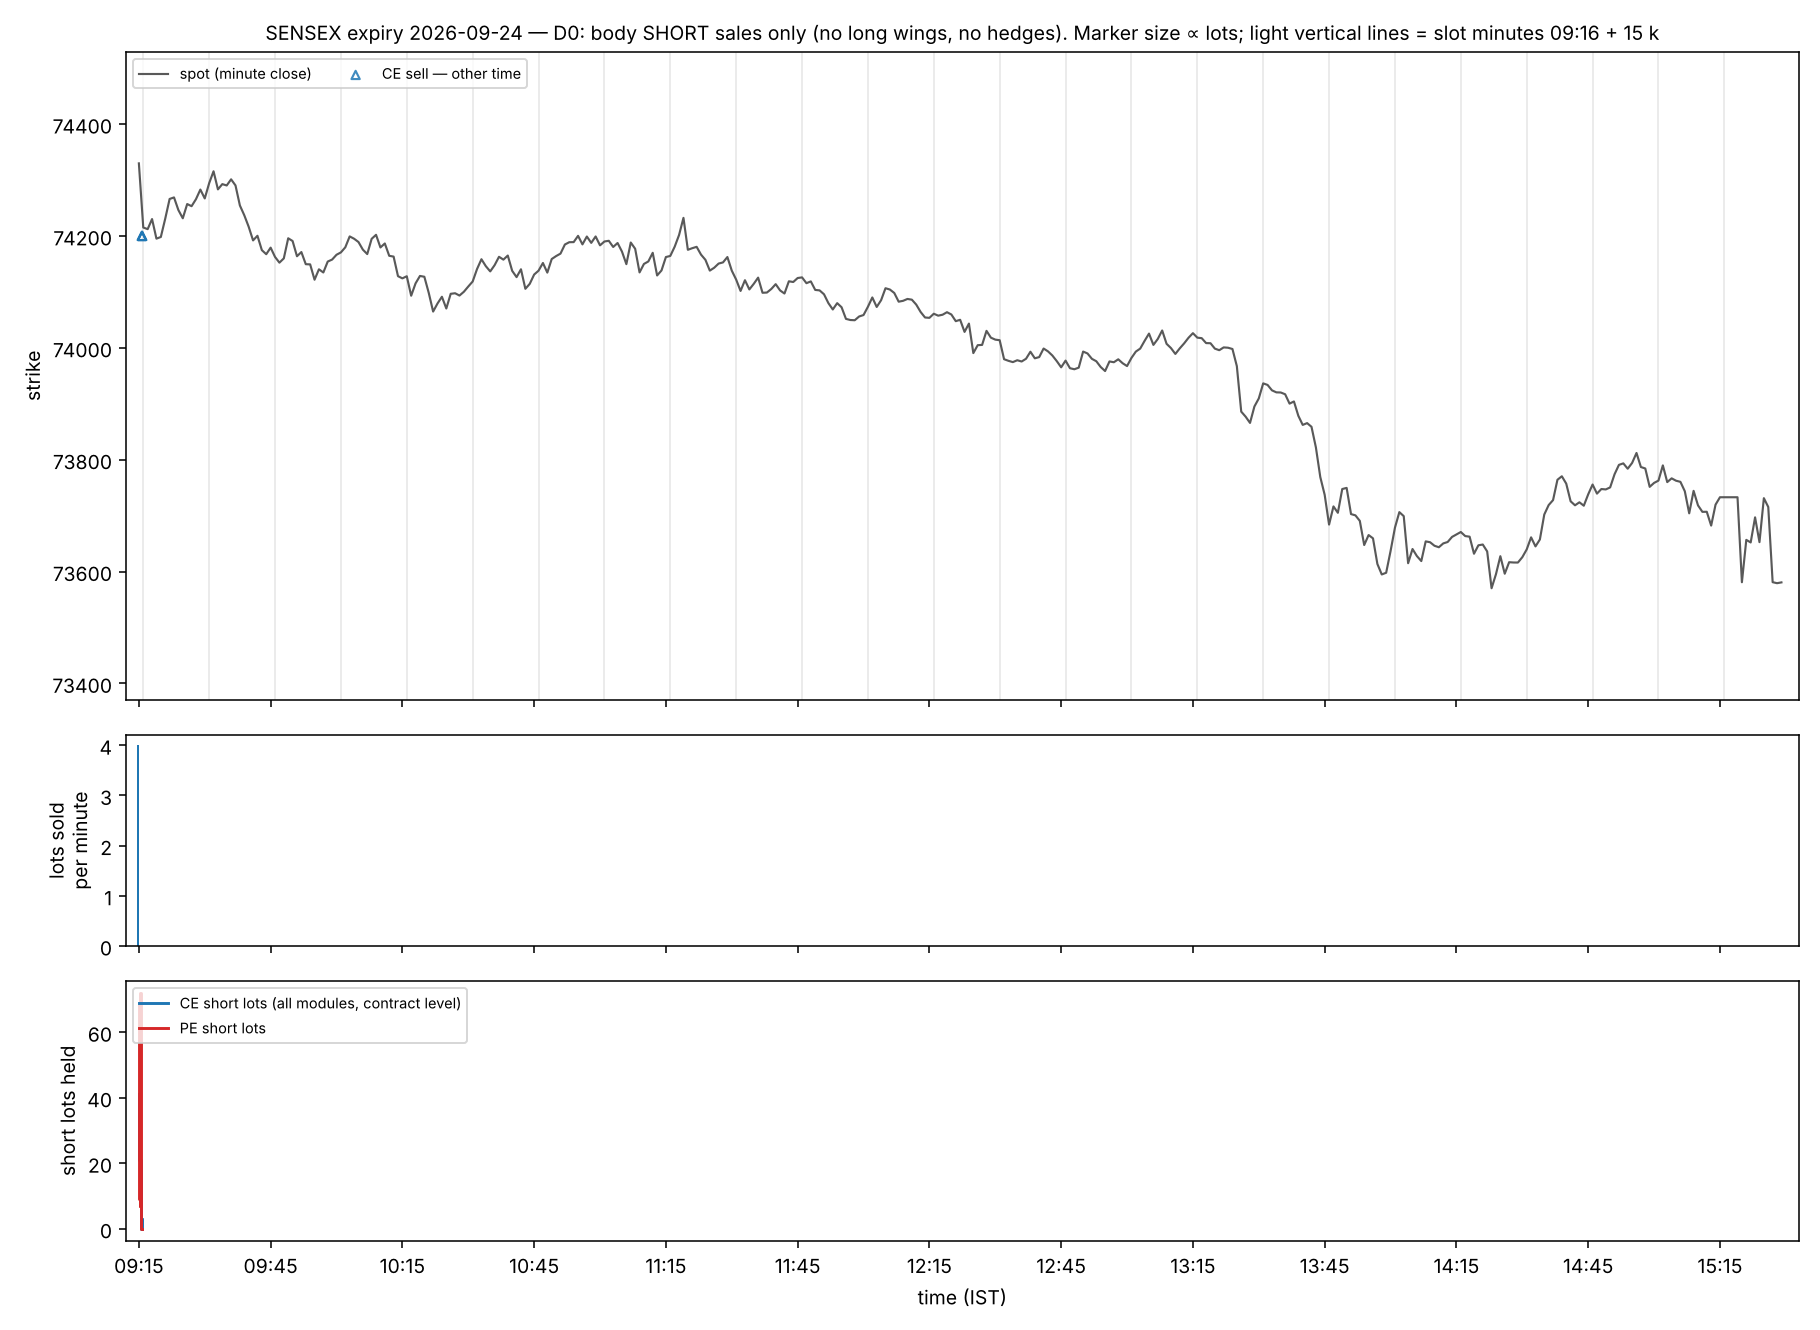 SENSEX expiry 2026-09-24 — D0: body SHORT sales only (no long wings, no hedges). Marker size ∝ lots; light vertical lines = slot minutes 09:16 + 15 k
spot (minute close)
CE sell — other time
74400
74200
74000
73800
73600
73400
strike
4
3
2
1
0
lots sold
per minute
CE short lots (all modules, contract level)
PE short lots
60
40
20
0
short lots held
09:15
09:45
10:15
10:45
11:15
11:45
12:15
12:45
13:15
13:45
14:15
14:45
15:15
time (IST)